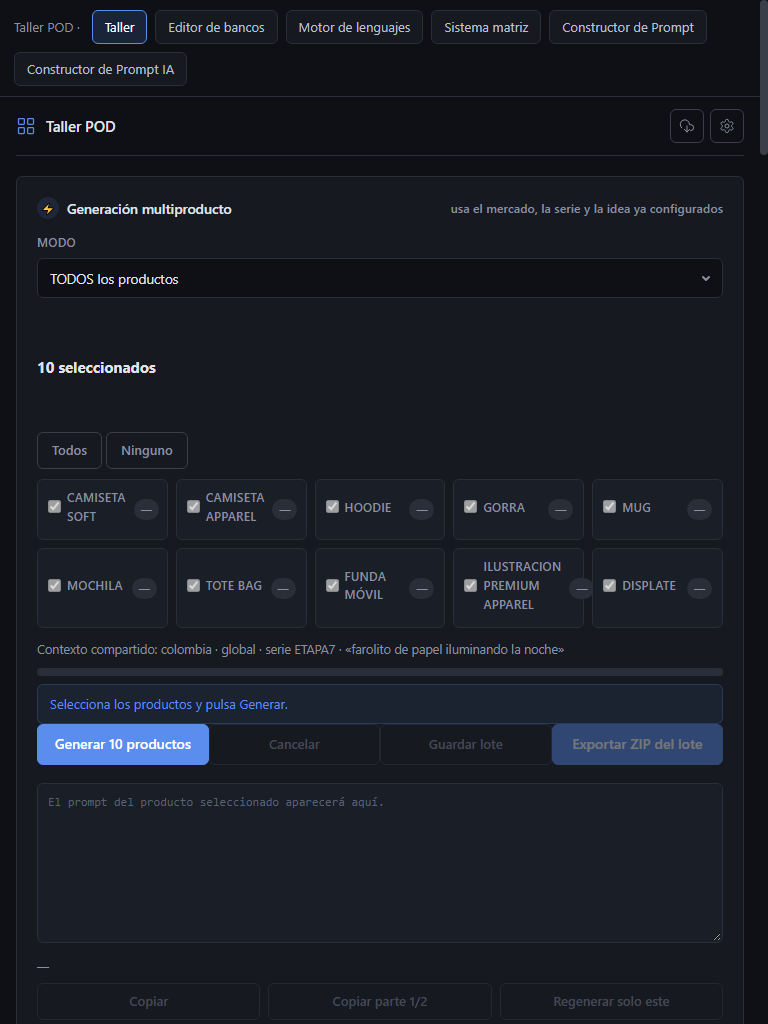 Taller POD ·
Taller
Editor de bancos
Motor de lenguajes
Sistema matriz
Constructor de Prompt
Constructor de Prompt IA
Taller POD
Generación multiproducto
usa el mercado, la serie y la idea ya configurados
MODO
TODOS los productos
10 seleccionados
Todos
Ninguno
CAMISETA
SOFT
—
CAMISETA
APPAREL
—
HOODIE
—
GORRA
—
MUG
—
MOCHILA
—
TOTE BAG
—
FUNDA
MÓVIL
—
ILUSTRACION
PREMIUM
APPAREL
—
DISPLATE
—
Contexto compartido: colombia · global · serie ETAPA7 · «farolito de papel iluminando la noche»
Selecciona los productos y pulsa Generar.
Generar 10 productos
Cancelar
Guardar lote
Exportar ZIP del lote
El prompt del producto seleccionado aparecerá aquí.
—
Copiar
Copiar parte 1/2
Regenerar solo este